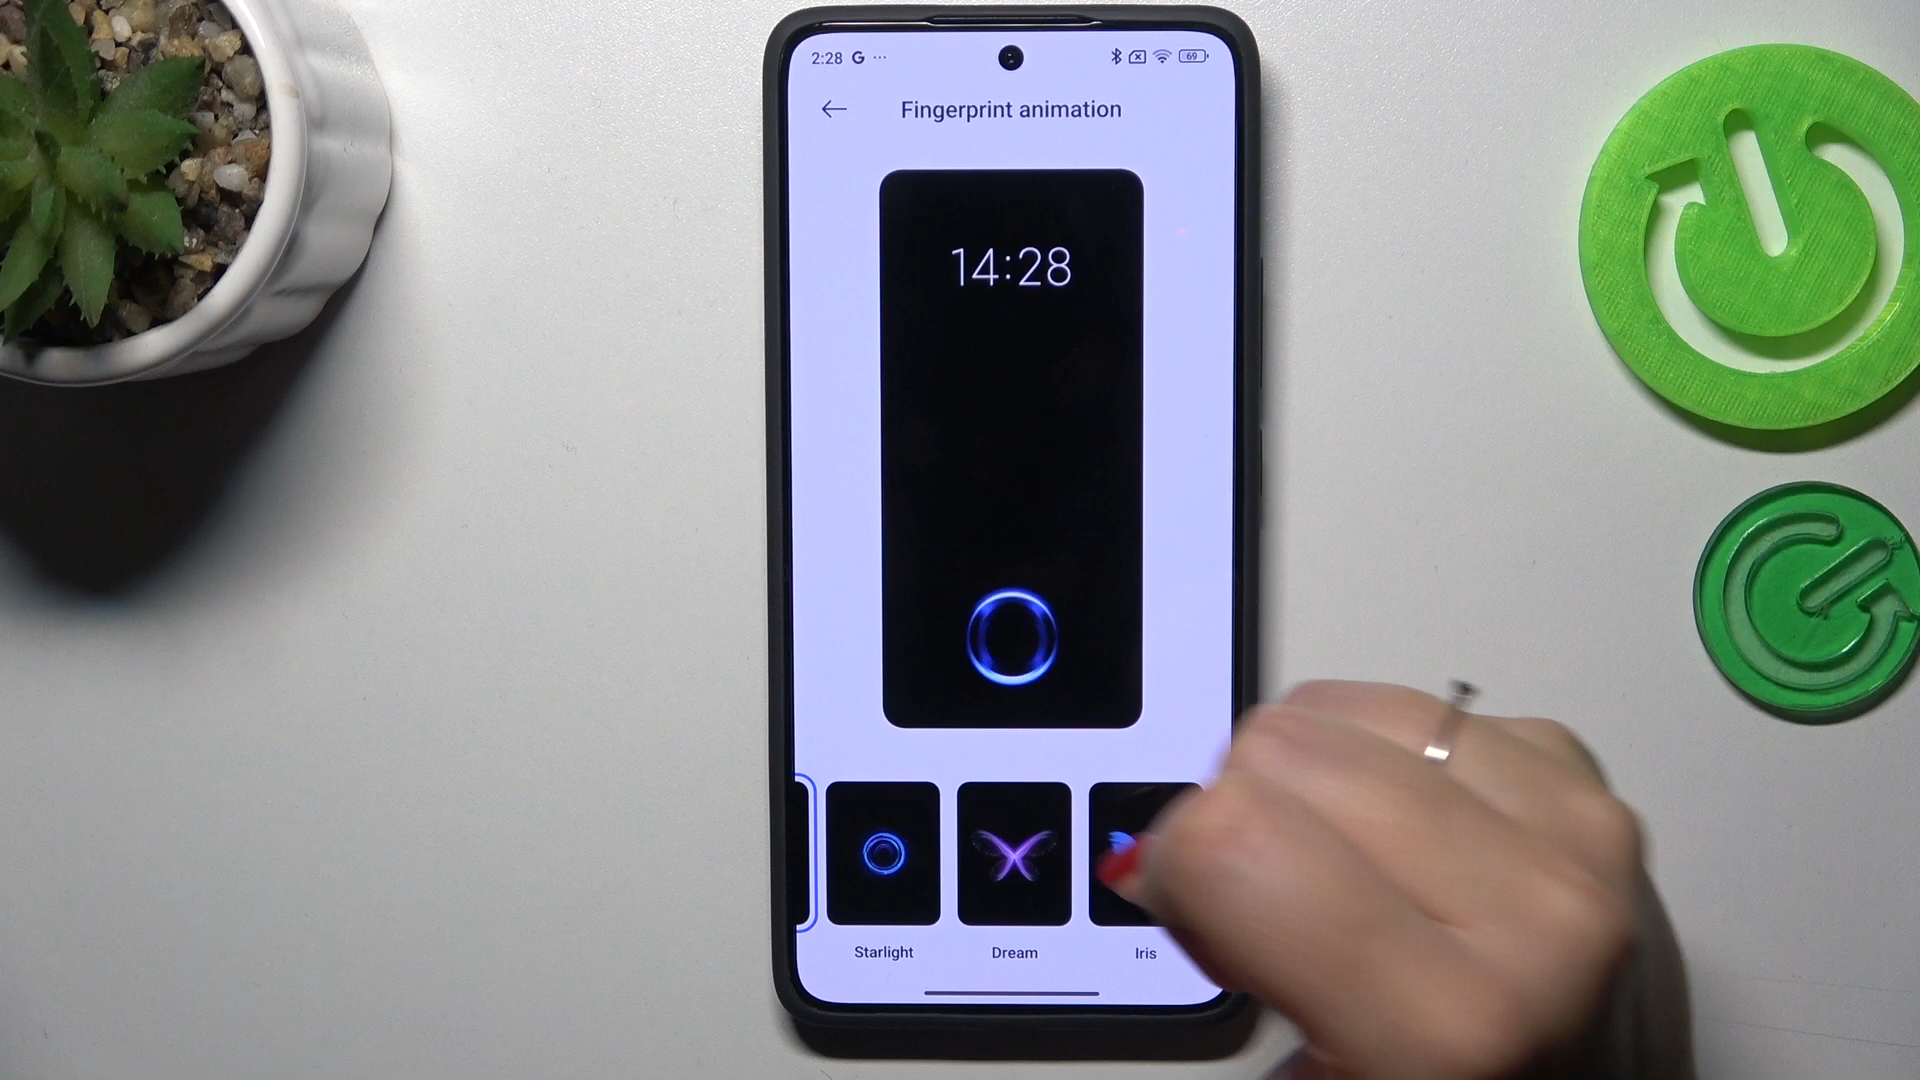 2:28 G ... 69
Fingerprint animation
14:28
Starlight Dream Iris